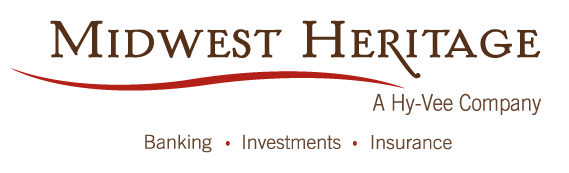 Midwest Heritage
A Hy-Vee Company
Banking • Investments • Insurance